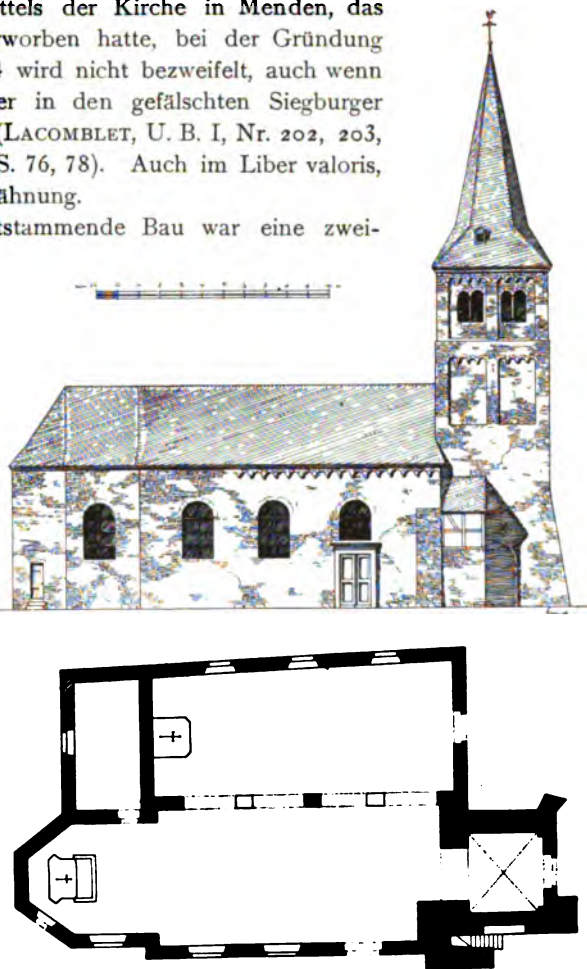 ttels der Kirche in Menden, das
worben hatte, bei der Gründung
wird nicht bezweifelt, auch wenn
er in den gefälschten Siegburger
(LACOMBLET, U. B. I, Nr. 202, 203,
S. 76, 78). Auch im Liber valoris,
ähnung.
tstammende Bau war eine zwei-